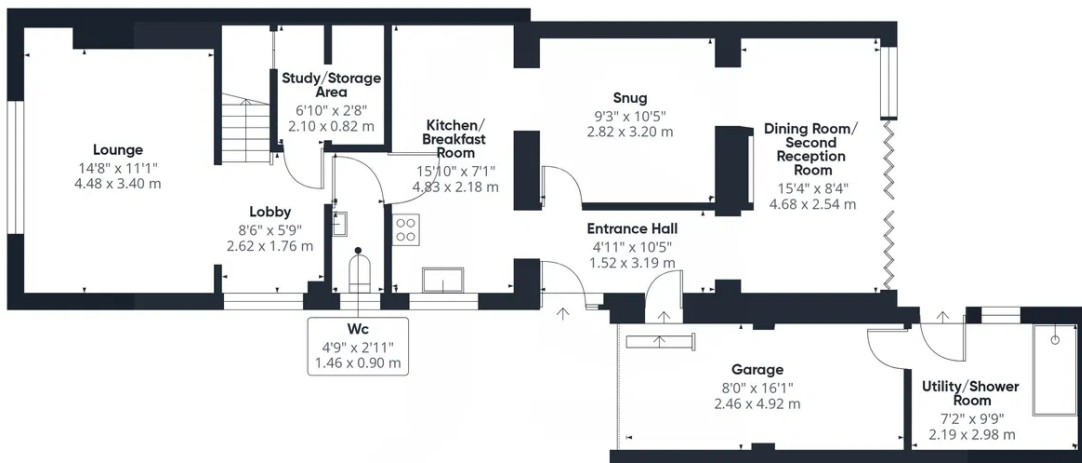 Lounge
14'8" x 11'1"
4.48 x 3.40 m
Lobby
8'6" x 5'9"
2.62 x 1.76 m
Study/Storage
Area
6'10" x 2'8"
2.10 x 0.82 m
Wc
4'9" x 2'11"
1.46 x 0.90 m
Kitchen/
Breakfast
Room
15'10" x 7'1"
4.83 x 2.18 m
Snug
9'3" x 10'5"
2.82 x 3.20 m
Entrance Hall
4'11" x 10'5"
1.52 x 3.19 m
Dining Room/
Second
Reception
Room
15'4" x 8'4"
4.68 x 2.54 m
Garage
8'0" x 16'1"
2.46 x 4.92 m
Utility/Shower
Room
7'2" x 9'9"
2.19 x 2.98 m